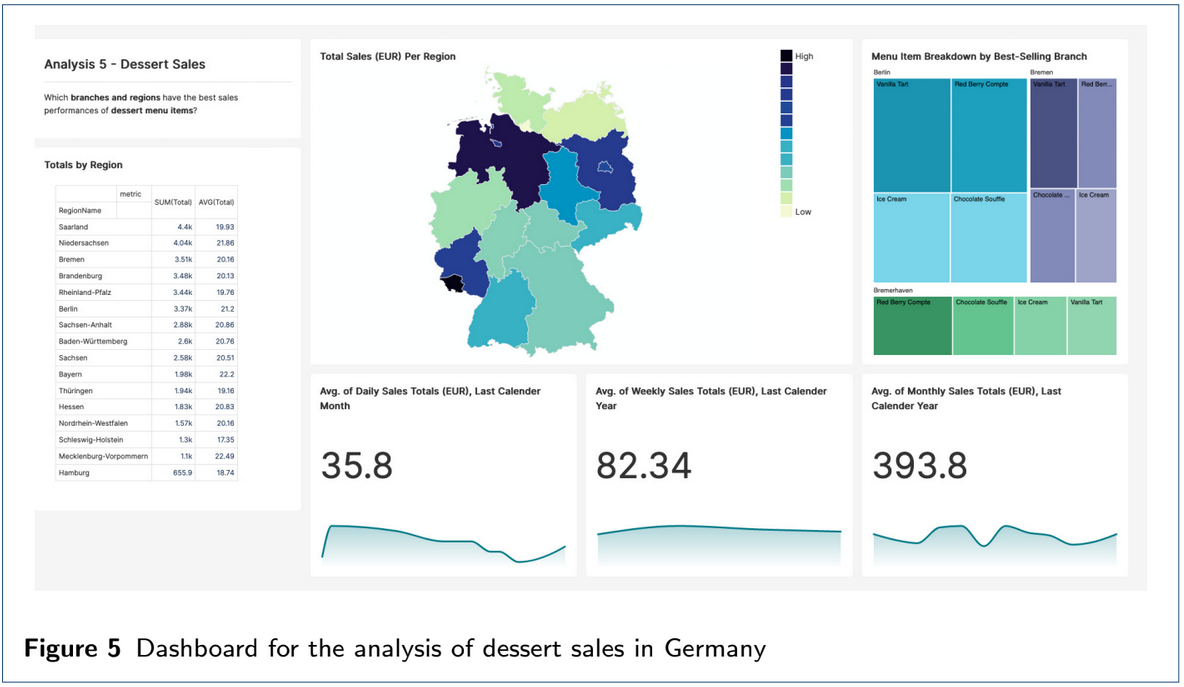 Analysis 5 - Dessert Sales
Which branches and regions have the best sales
performances of dessert menu items?
Totals by Region
metric
SUM(Total) AVG(Total)
RegionName
Saarland 4.4k 19.93
Niedersachsen 4.04k 21.86
Bremen 3.51k 20.16
Brandenburg 3.48k 20.13
Rheinland-Pfalz 3.44k 19.76
Berlin 3.37k 21.2
Sachsen-Anhalt 2.88k 20.86
Baden-Württemberg 2.6k 20.76
Sachsen 2.58k 20.51
Bayern 1.98k 22.2
Thüringen 1.94k 19.16
Hessen 1.83k 20.83
Nordrhein-Westfalen 1.57k 20.16
Schleswig-Holstein 1.3k 17.35
Mecklenburg-Vorpommern 1.1k 22.49
Hamburg 655.9 18.74
Total Sales (EUR) Per Region
High
Low
Menu Item Breakdown by Best-Selling Branch
Berlin
Vanilla Tart
Red Berry Compte
Ice Cream
Chocolate Souffle
Bremen
Vanilla Tart
Red Berr...
Chocolate ...
Ice Cream
Bremerhaven
Red Berry Compte
Chocolate Souffle
Ice Cream
Vanilla Tart
Avg. of Daily Sales Totals (EUR), Last Calender
Month
35.8
Avg. of Weekly Sales Totals (EUR), Last Calender
Year
82.34
Avg. of Monthly Sales Totals (EUR), Last
Calender Year
393.8
Figure 5 Dashboard for the analysis of dessert sales in Germany